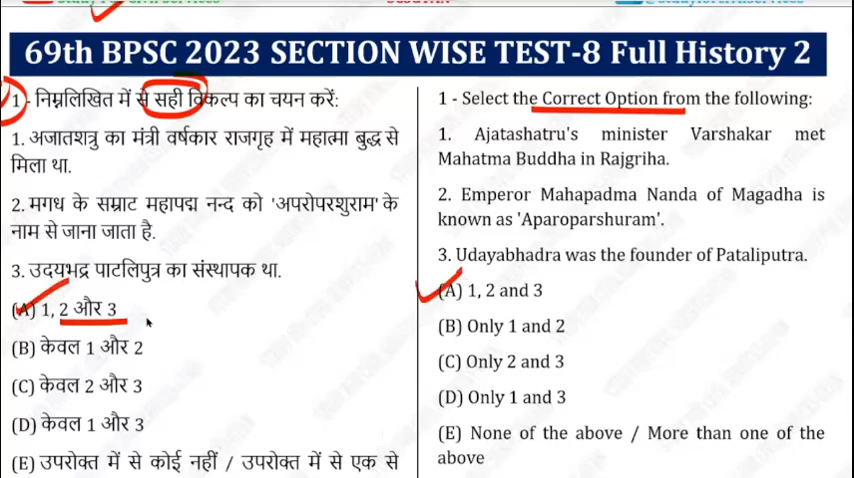 69th BPSC 2023 SECTION WISE TEST-8 Full History 2
1 - निम्नलिखित में से सही विकल्प का चयन करें:
1. अजातशत्रु का मंत्री वर्षकार राजगृह में महात्मा बुद्ध से
मिला था.
2. मगध के सम्राट महापद्म नन्द को 'अपरोपरशुराम' के
नाम से जाना जाता है.
3. उदयभद्र पाटलिपुत्र का संस्थापक था.
(A) 1, 2 और 3
(B) केवल 1 और 2
(C) केवल 2 और 3
(D) केवल 1 और 3
(E) उपरोक्त में से कोई नहीं / उपरोक्त में से एक से
1 - Select the Correct Option from the following:
1. Ajatashatru's minister Varshakar met
Mahatma Buddha in Rajgriha.
2. Emperor Mahapadma Nanda of Magadha is
known as 'Aparoparshuram'.
3. Udayabhadra was the founder of Pataliputra.
(A) 1, 2 and 3
(B) Only 1 and 2
(C) Only 2 and 3
(D) Only 1 and 3
(E) None of the above / More than one of the
above